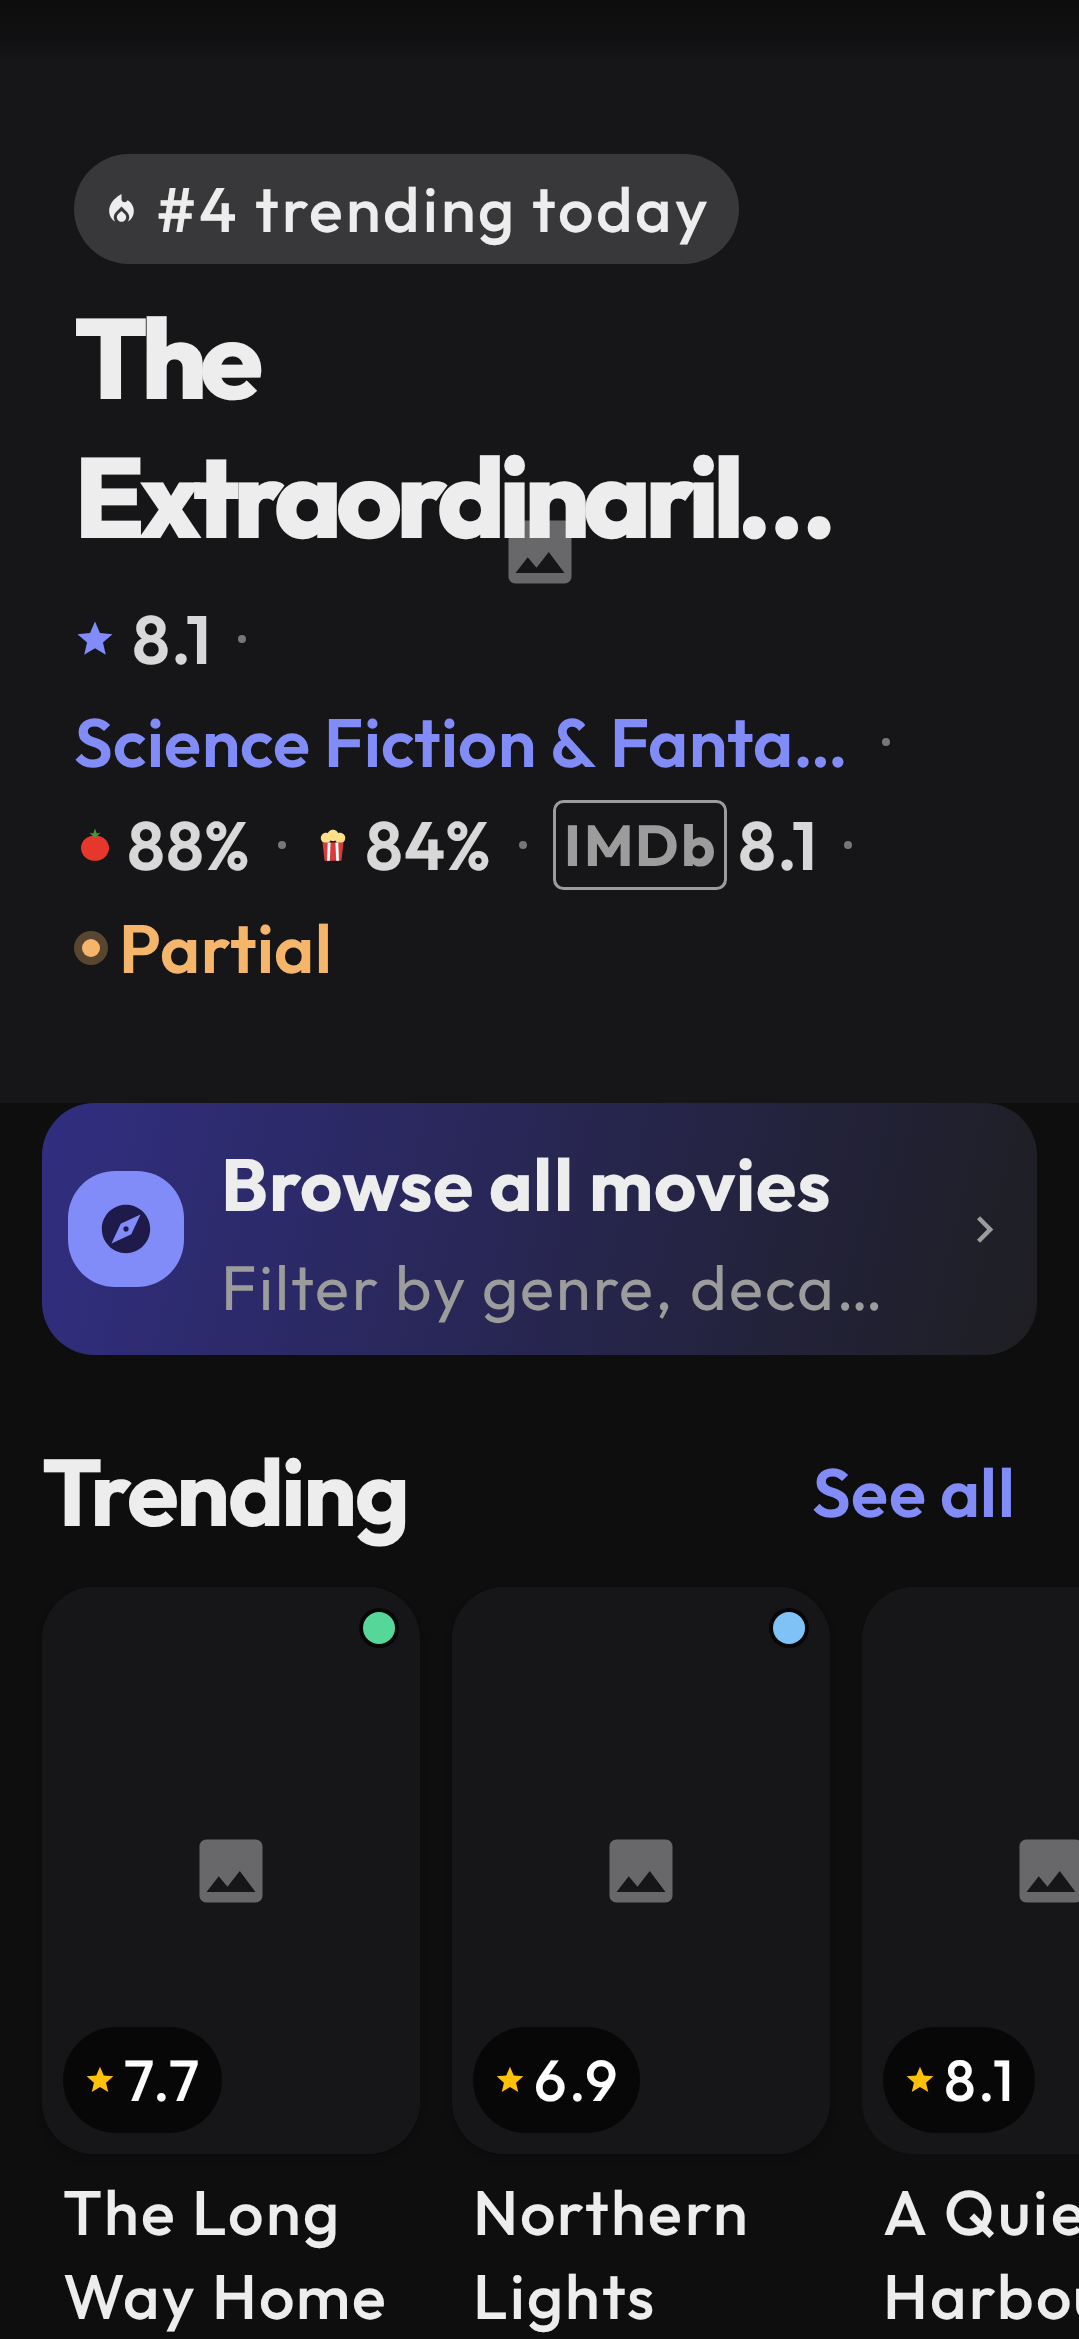 #4 trending today
The
Extraordinaril...
8.1 ·
Science Fiction & Fanta... ·
88% · 84% · IMDb 8.1 ·
Partial
Browse all movies
Filter by genre, deca...
Trending See all
7.7 6.9 8.1
The Long Northern A Quie
Way Home Lights Harbou